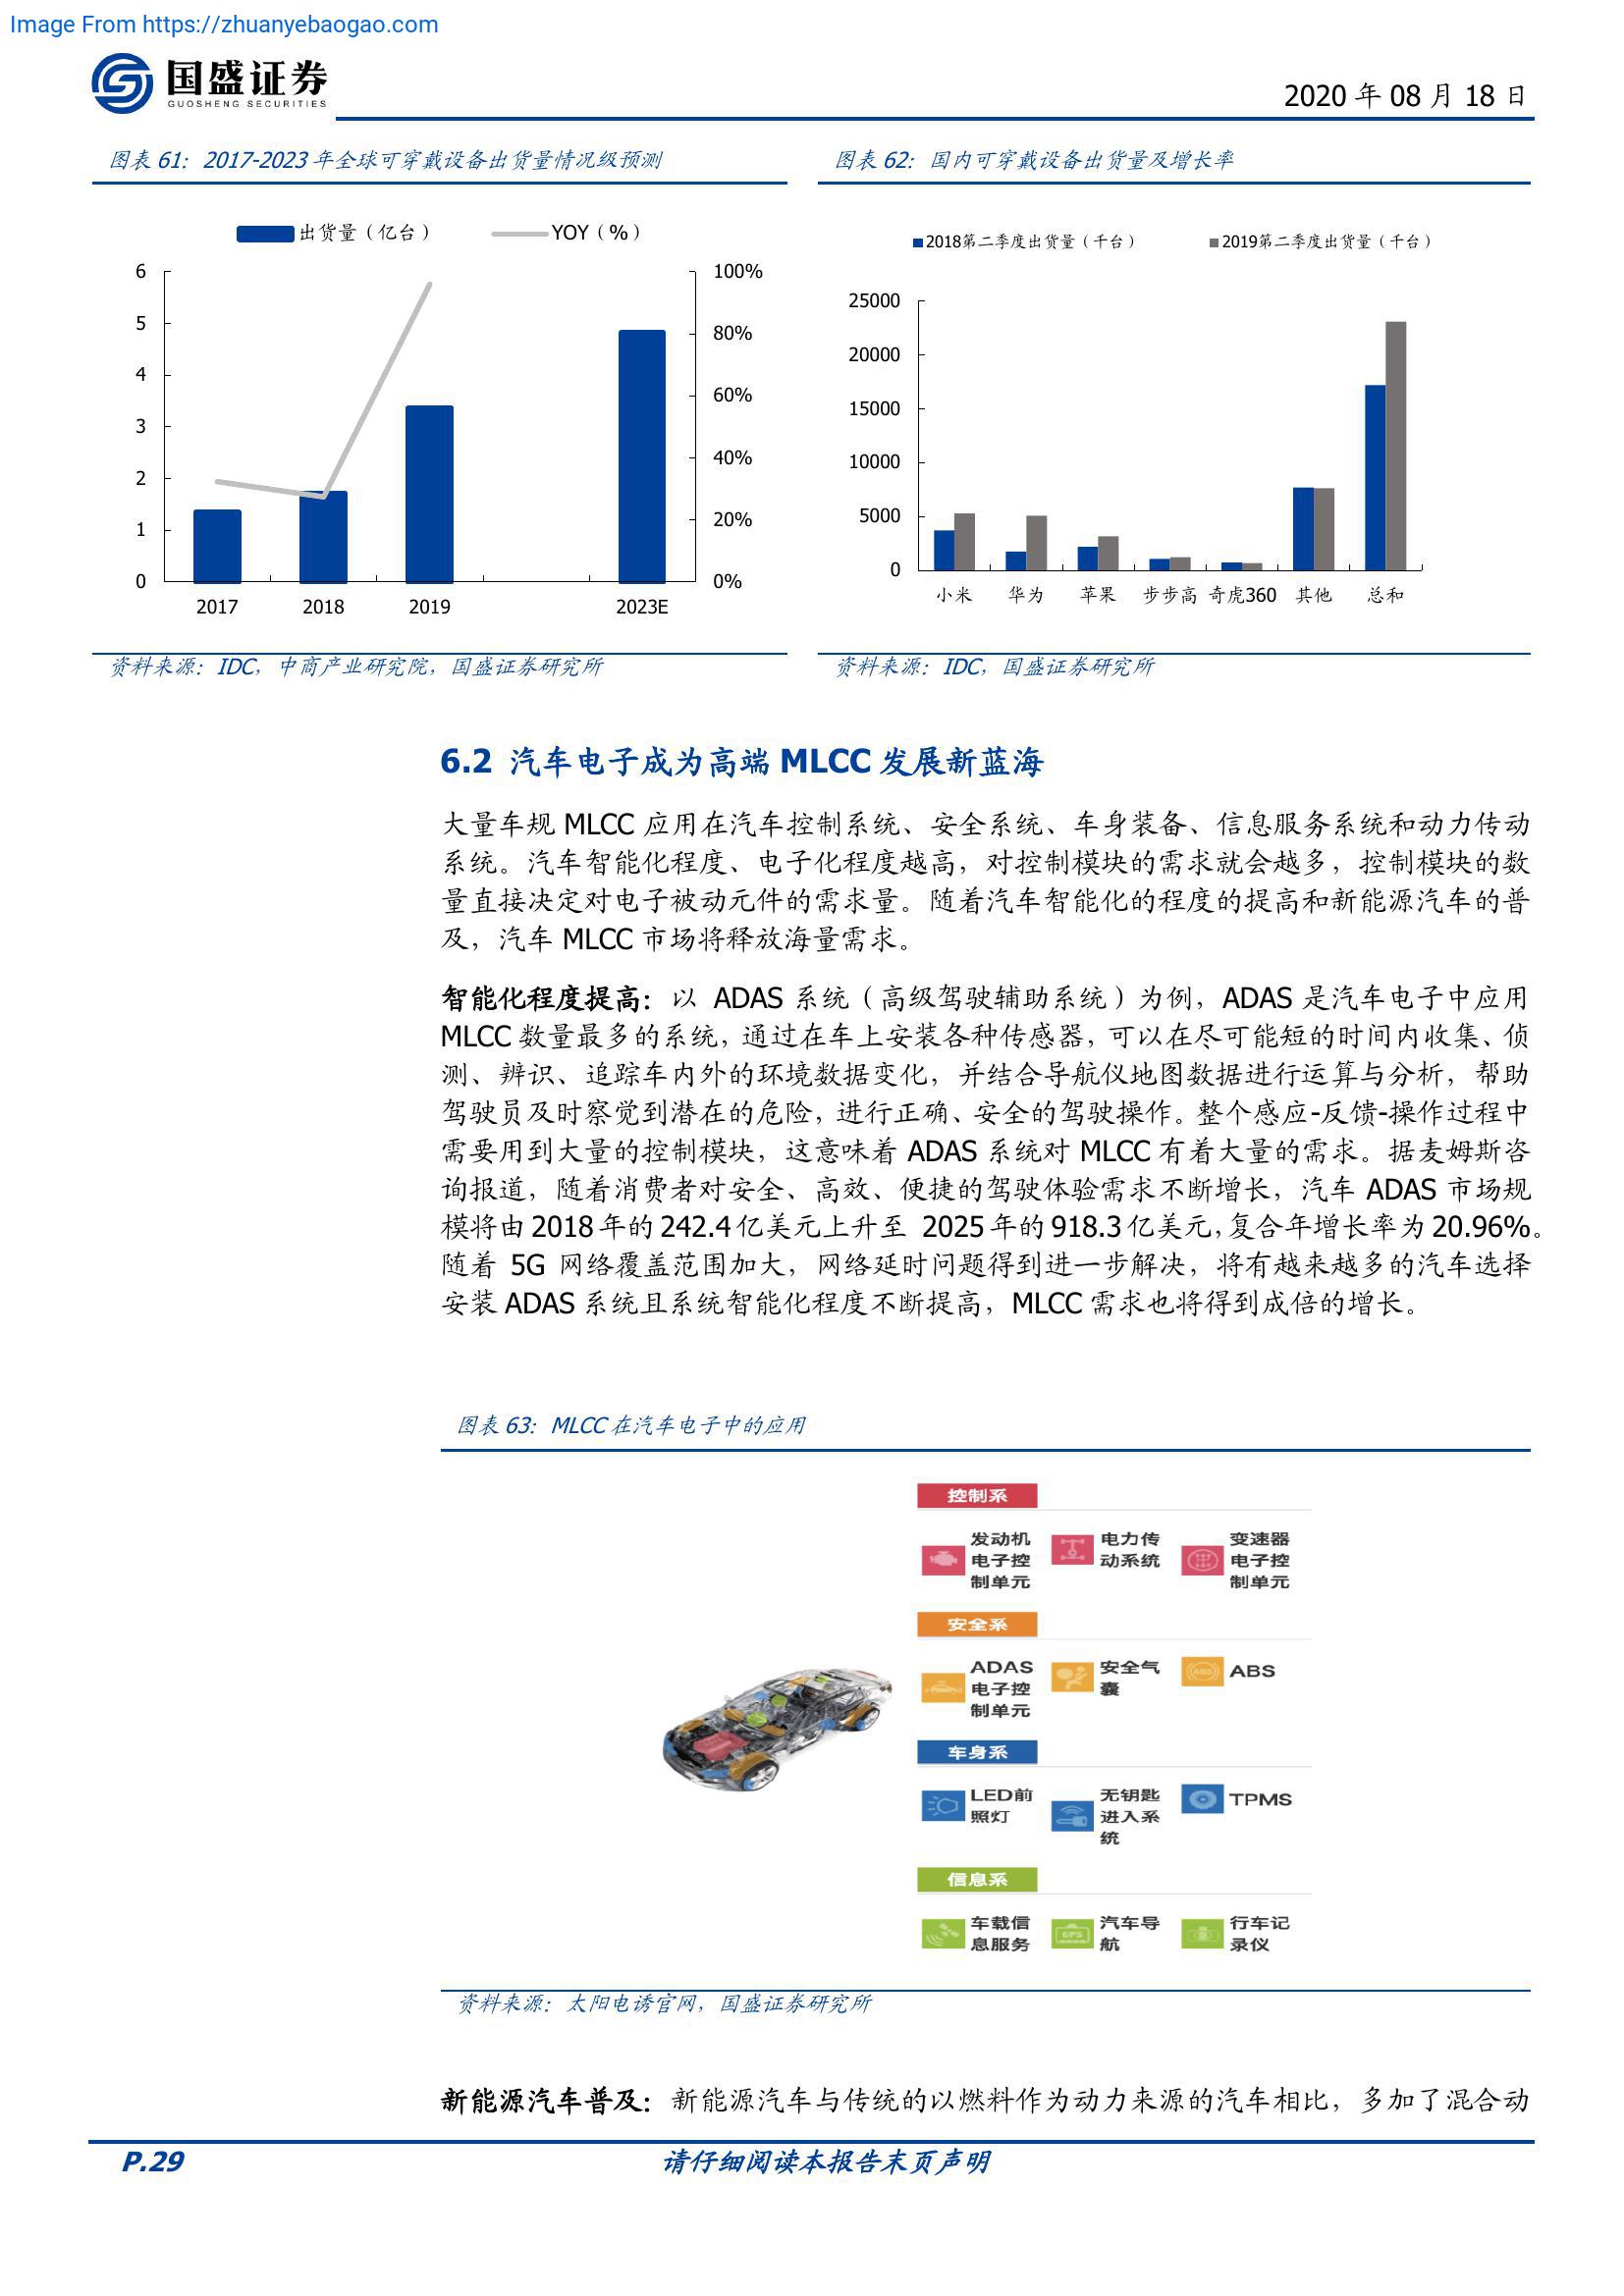 Image From https://zhuanyebaogao.com
国盛证券
GUOSHENG SECURITIES
2020 年 08 月 18 日
图表 61：2017-2023 年全球可穿戴设备出货量情况级预测
出货量（亿台）
YOY（%）
6
5
4
3
2
1
0
100%
80%
60%
40%
20%
0%
2017
2018
2019
2023E
资料来源：IDC，中商产业研究院，国盛证券研究所
图表 62：国内可穿戴设备出货量及增长率
2018第二季度出货量（千台）
2019第二季度出货量（千台）
25000
20000
15000
10000
5000
0
小米
华为
苹果
步步高
奇虎360
其他
总和
资料来源：IDC，国盛证券研究所
6.2 汽车电子成为高端 MLCC 发展新蓝海
大量车规 MLCC 应用在汽车控制系统、安全系统、车身装备、信息服务系统和动力传动
系统。汽车智能化程度、电子化程度越高，对控制模块的需求就会越多，控制模块的数
量直接决定对电子被动元件的需求量。随着汽车智能化的程度的提高和新能源汽车的普
及，汽车 MLCC 市场将释放海量需求。
智能化程度提高：以 ADAS 系统（高级驾驶辅助系统）为例，ADAS 是汽车电子中应用
MLCC 数量最多的系统，通过在车上安装各种传感器，可以在尽可能短的时间内收集、侦
测、辨识、追踪车内外的环境数据变化，并结合导航仪地图数据进行运算与分析，帮助
驾驶员及时察觉到潜在的危险，进行正确、安全的驾驶操作。整个感应-反馈-操作过程中
需要用到大量的控制模块，这意味着 ADAS 系统对 MLCC 有着大量的需求。据麦姆斯咨
询报道，随着消费者对安全、高效、便捷的驾驶体验需求不断增长，汽车 ADAS 市场规
模将由 2018 年的 242.4 亿美元上升至 2025 年的 918.3 亿美元，复合年增长率为 20.96%。
随着 5G 网络覆盖范围加大，网络延时问题得到进一步解决，将有越来越多的汽车选择
安装 ADAS 系统且系统智能化程度不断提高，MLCC 需求也将得到成倍的增长。
图表 63：MLCC 在汽车电子中的应用
控制系
发动机
电子控
制单元
电力传
动系统
变速器
电子控
制单元
安全系
ADAS
电子控
制单元
安全气
囊
ABS
ABS
车身系
LED前
照灯
无钥匙
进入系
统
TPMS
信息系
车载信
息服务
GPS
汽车导
航
行车记
录仪
资料来源：太阳电诱官网，国盛证券研究所
新能源汽车普及：新能源汽车与传统的以燃料作为动力来源的汽车相比，多加了混合动
P.29
请仔细阅读本报告末页声明